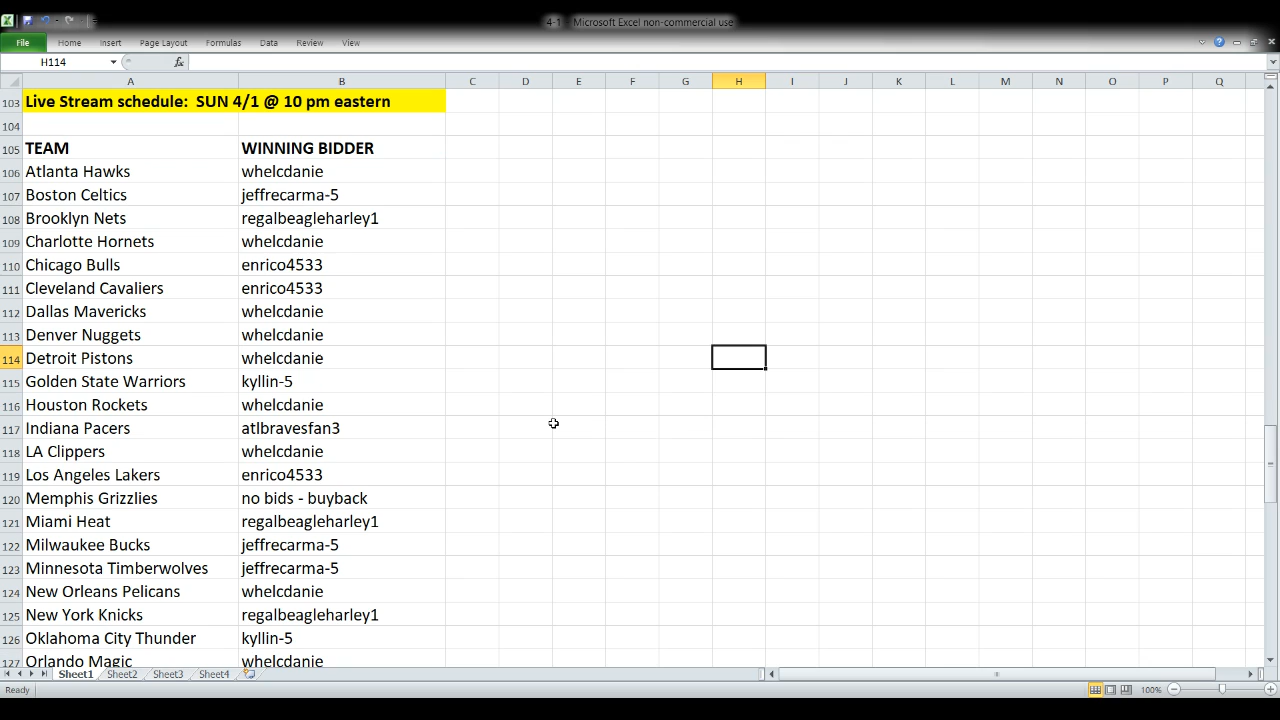 4-1 - Microsoft Excel non-commercial use
File Home Insert Page Layout Formulas Data Review View
H114 fx
A B C D E F G H I J K L M N O P Q
103 Live Stream schedule: SUN 4/1 @ 10 pm eastern
104
105 TEAM WINNING BIDDER
106 Atlanta Hawks whelcdanie
107 Boston Celtics jeffrecarma-5
108 Brooklyn Nets regalbeagleharley1
109 Charlotte Hornets whelcdanie
110 Chicago Bulls enrico4533
111 Cleveland Cavaliers enrico4533
112 Dallas Mavericks whelcdanie
113 Denver Nuggets whelcdanie
114 Detroit Pistons whelcdanie
115 Golden State Warriors kyllin-5
116 Houston Rockets whelcdanie
117 Indiana Pacers atlbravesfan3
118 LA Clippers whelcdanie
119 Los Angeles Lakers enrico4533
120 Memphis Grizzlies no bids - buyback
121 Miami Heat regalbeagleharley1
122 Milwaukee Bucks jeffrecarma-5
123 Minnesota Timberwolves jeffrecarma-5
124 New Orleans Pelicans whelcdanie
125 New York Knicks regalbeagleharley1
126 Oklahoma City Thunder kyllin-5
127 Orlando Magic whelcdanie
Sheet1 Sheet2 Sheet3 Sheet4
Ready 100%